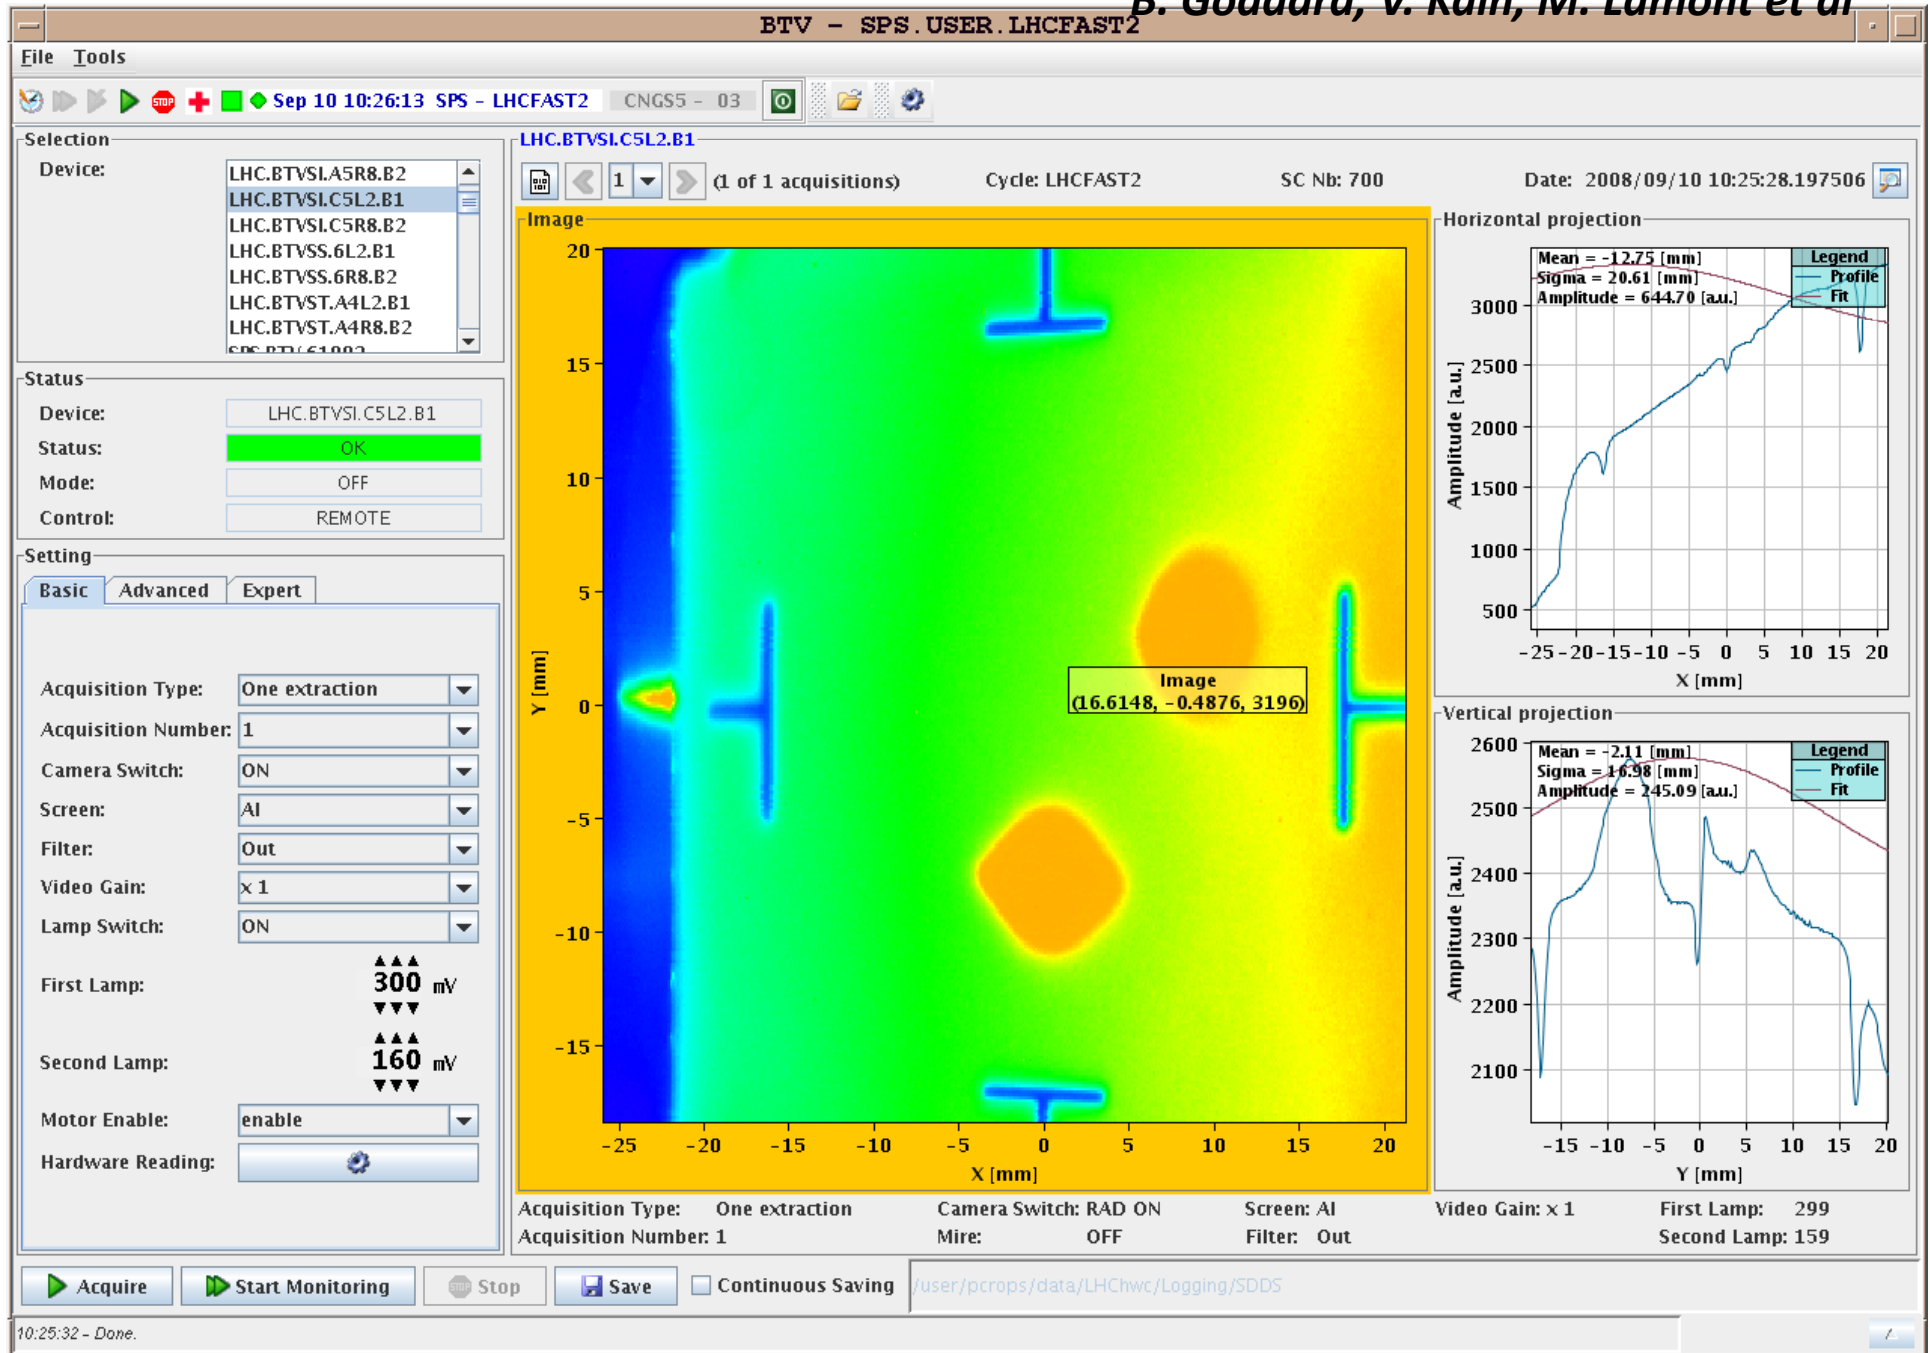 B. Goddard, V. Kain, M. Lamont et al
BTV - SPS.USER.LHCFAST2
File Tools
STOP Sep 10 10:26:13 SPS - LHCFAST2 CNGS5 - 03
Selection
Device:
LHC.BTVSI.A5R8.B2
LHC.BTVSI.C5L2.B1
LHC.BTVSI.C5R8.B2
LHC.BTVSS.6L2.B1
LHC.BTVSS.6R8.B2
LHC.BTVST.A4L2.B1
LHC.BTVST.A4R8.B2
Status
Device: LHC.BTVSI.C5L2.B1
Status: OK
Mode: OFF
Control: REMOTE
Setting
Basic Advanced Expert
Acquisition Type: One extraction
Acquisition Number: 1
Camera Switch: ON
Screen: Al
Filter: Out
Video Gain: x 1
Lamp Switch: ON
First Lamp: 300 mV
Second Lamp: 160 mV
Motor Enable: enable
Hardware Reading:
LHC.BTVSI.C5L2.B1
1 (1 of 1 acquisitions) Cycle: LHCFAST2 SC Nb: 700 Date: 2008/09/10 10:25:28.197506
Image
20
15
10
5
0
-5
-10
-15
Y [mm]
Image
(16.6148, -0.4876, 3196)
-25 -20 -15 -10 -5 0 5 10 15 20
X [mm]
Horizontal projection
Mean = -12.75 [mm]
Sigma = 20.61 [mm]
Amplitude = 644.70 [a.u.]
Legend
Profile
Fit
3000
2500
2000
1500
1000
500
Amplitude [a.u.]
-25 -20 -15 -10 -5 0 5 10 15 20
X [mm]
Vertical projection
Mean = -2.11 [mm]
Sigma = 16.98 [mm]
Amplitude = 245.09 [a.u.]
Legend
Profile
Fit
2600
2500
2400
2300
2200
2100
Amplitude [a.u.]
-15 -10 -5 0 5 10 15 20
Y [mm]
Acquisition Type: One extraction Camera Switch: RAD ON Screen: Al Video Gain: x 1 First Lamp: 299
Acquisition Number: 1 Mire: OFF Filter: Out Second Lamp: 159
Acquire Start Monitoring Stop Save Continuous Saving /user/pcrops/data/LHChwc/Logging/SDDS
10:25:32 - Done.